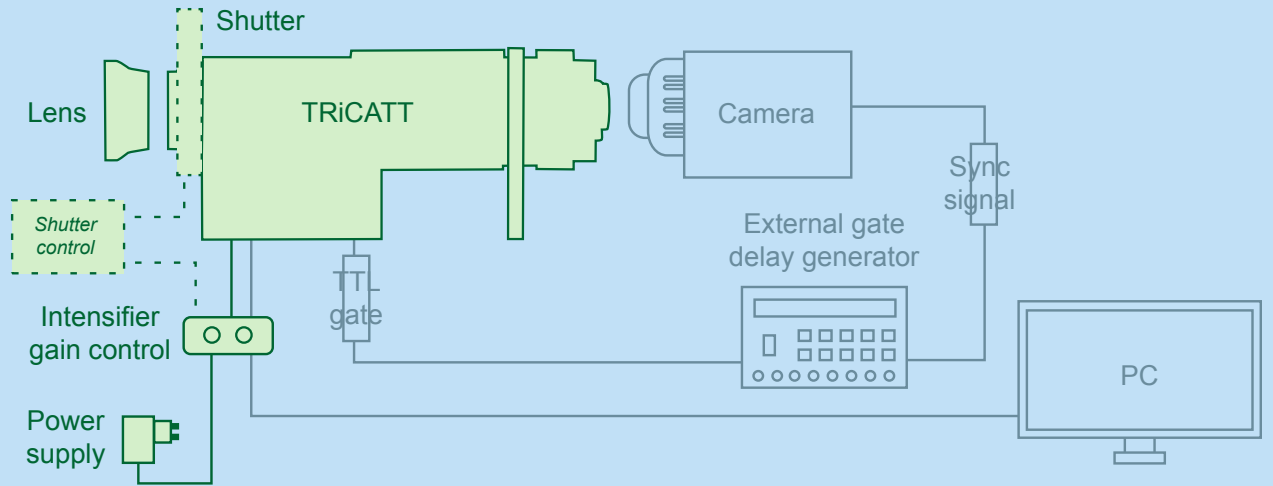 Shutter
Lens
TRiCATT
Camera
Sync
signal
Shutter
control
External gate
delay generator
TTL
gate
Intensifier
gain control
PC
Power
supply